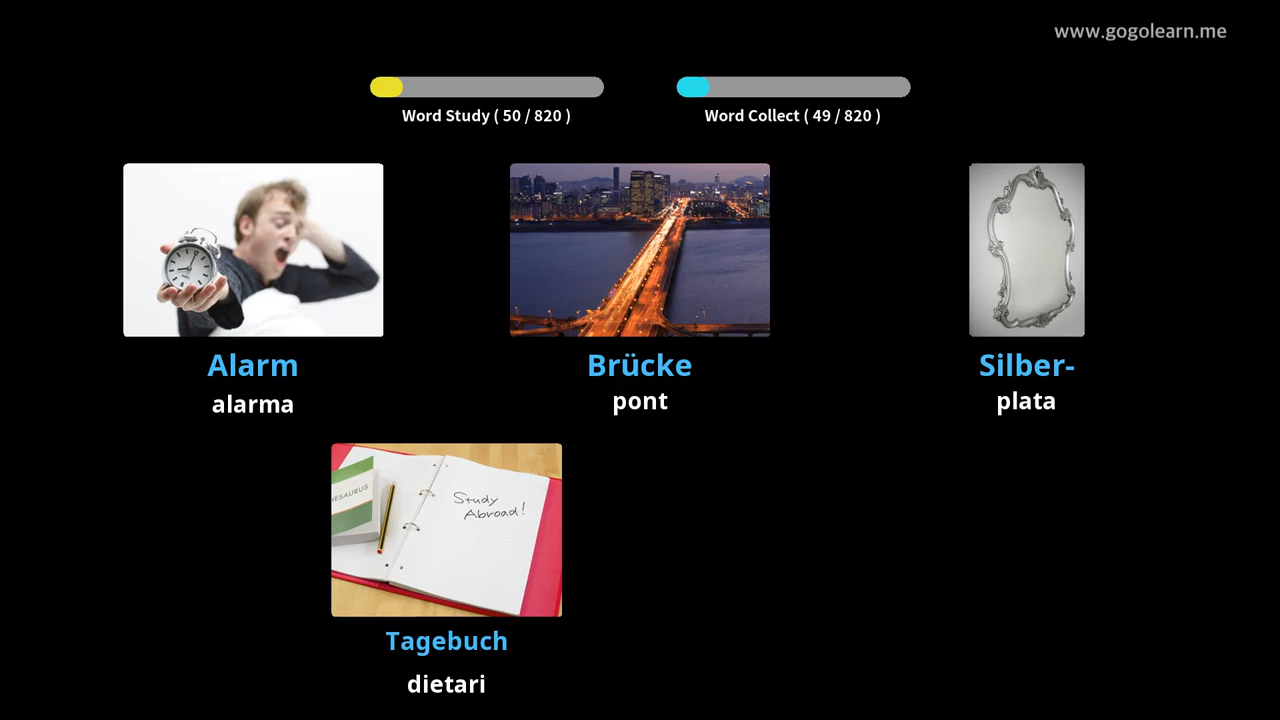 www.gogolearn.me
Word Study ( 50 / 820 )
Word Collect ( 49 / 820 )
Alarm
alarma
Brücke
pont
Silber-
plata
Study
Abroad!
Tagebuch
dietari